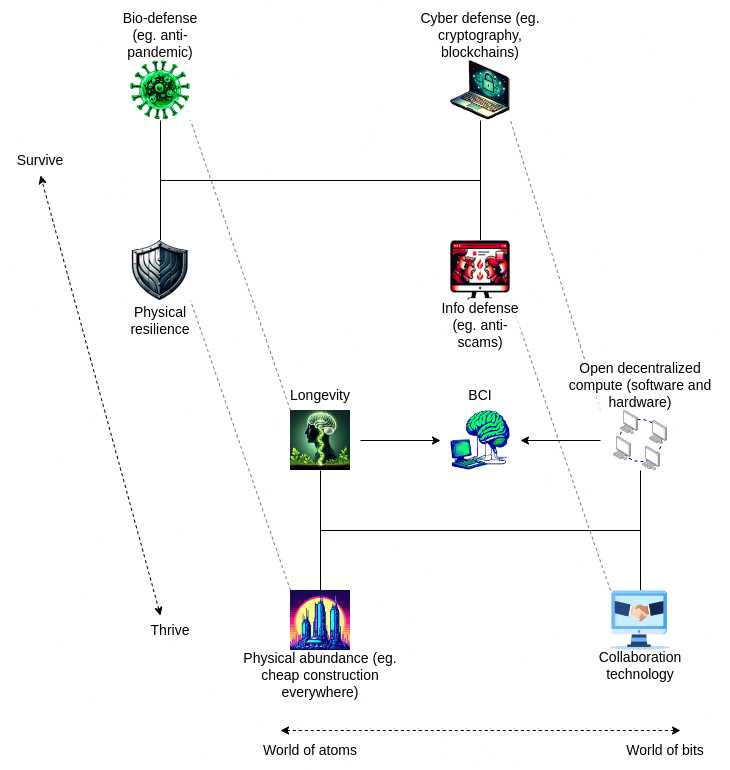 Bio-defense
(eg. anti-
pandemic)
Cyber defense (eg.
cryptography,
blockchains)
Survive
Physical
resilience
Info defense
(eg. anti-
scams)
Longevity
BCI
Open decentralized
compute (software and
hardware)
Thrive
Physical abundance (eg.
cheap construction
everywhere)
Collaboration
technology
World of atoms
World of bits